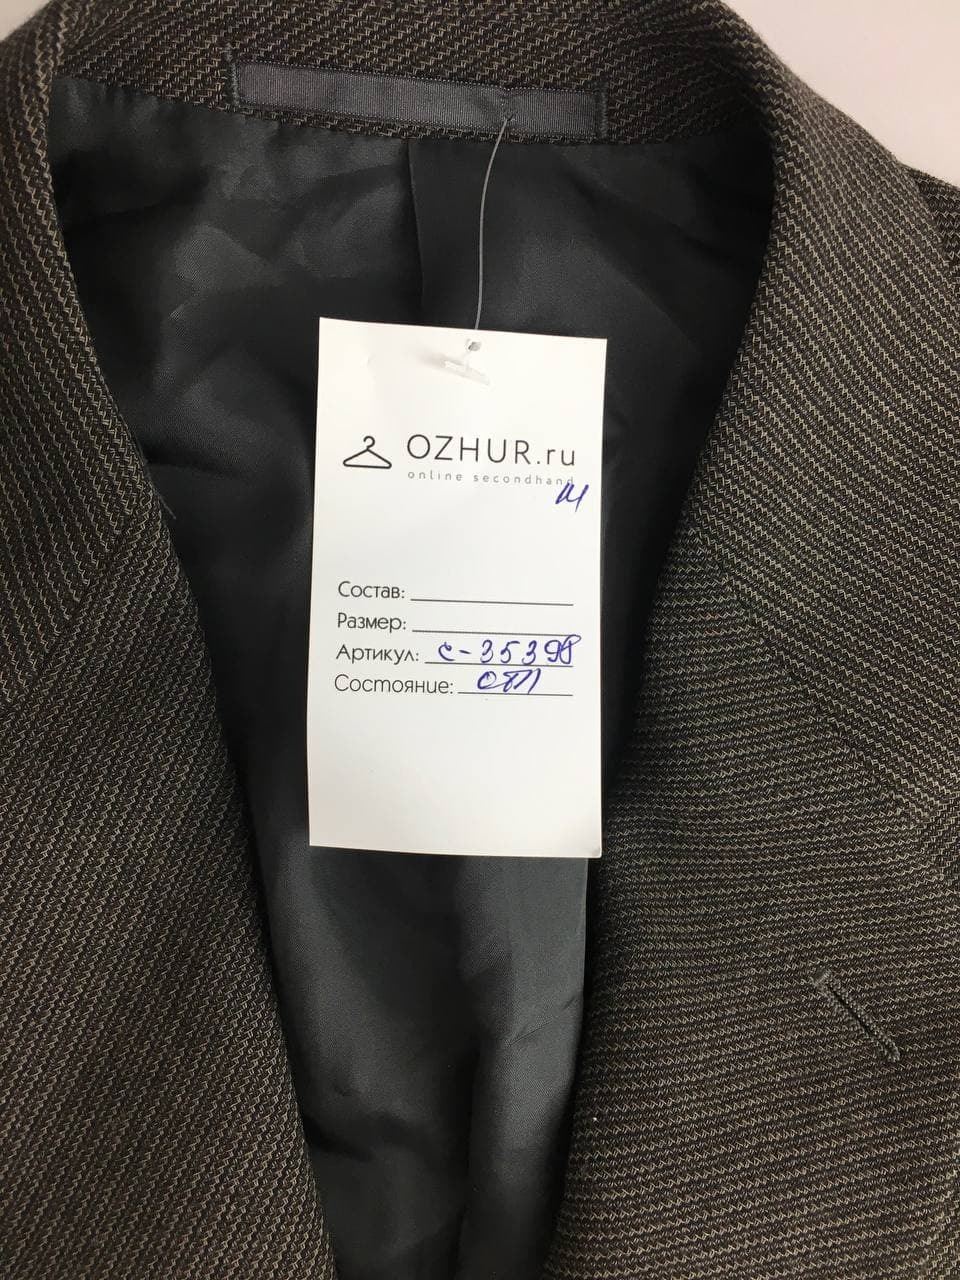 OZHUR.ru
online secondhand
Состав:
Размер:
Артикул: с-35398
Состояние: отл